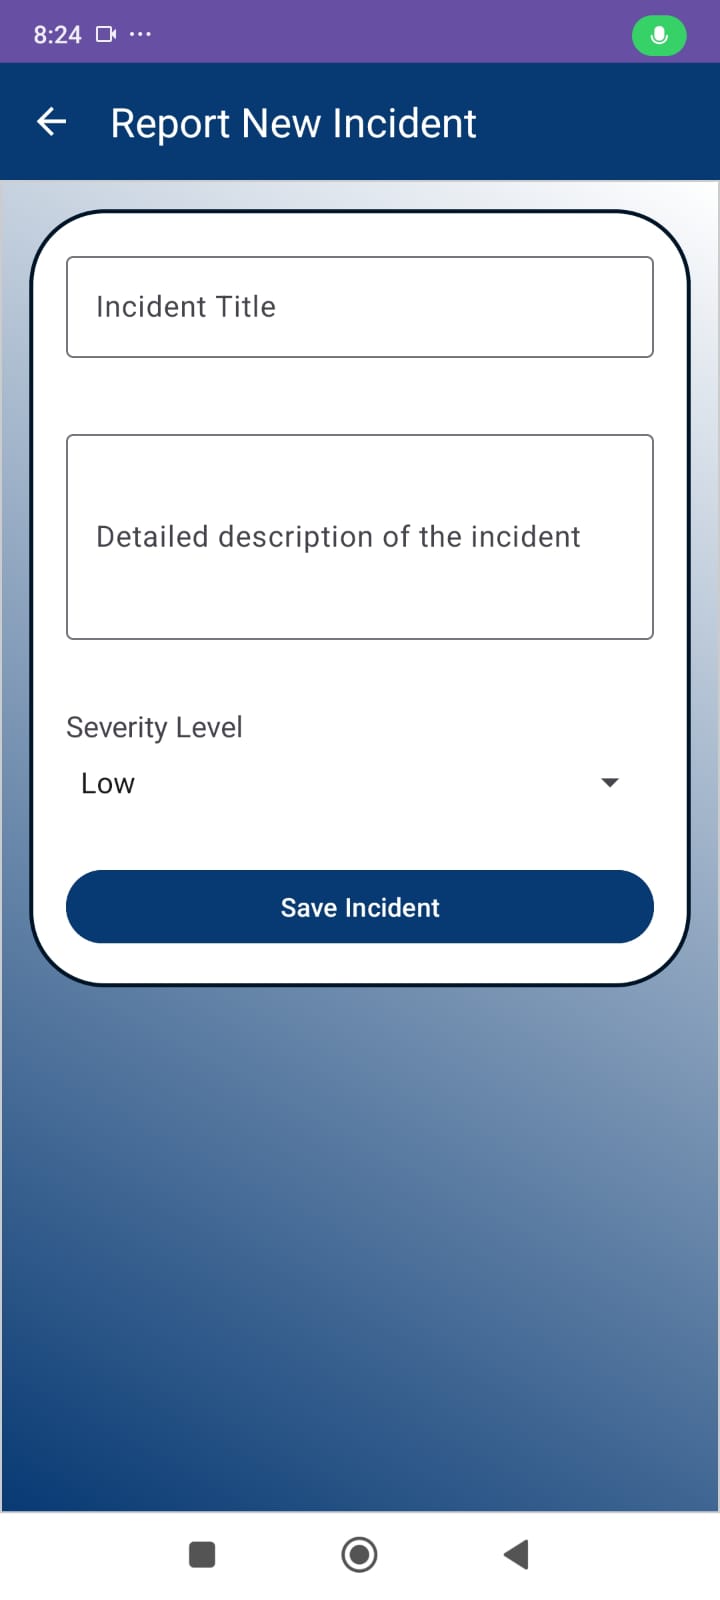 8:24
Report New Incident
Incident Title
Detailed description of the incident
Severity Level
Low
Save Incident